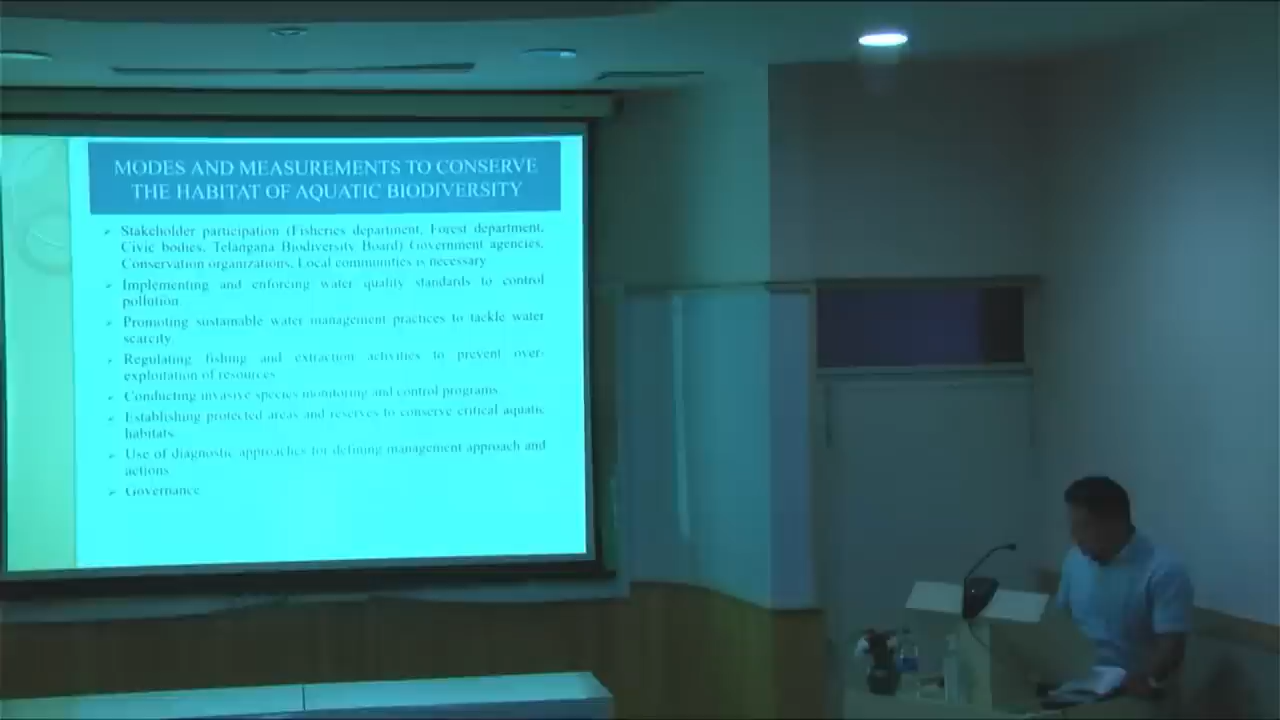 MODES AND MEASUREMENTS TO CONSERVE
THE HABITAT OF AQUATIC BIODIVERSITY
➢ Stakeholder participation (Fisheries department, Forest department,
Civic bodies, Telangana Biodiversity Board) Government agencies,
Conservation organizations, Local communities is necessary
➢ Implementing and enforcing water quality standards to control
pollution
➢ Promoting sustainable water management practices to tackle water
scarcity
➢ Regulating fishing and extraction activities to prevent over-
exploitation of resources
➢ Conducting invasive species monitoring and control programs
➢ Establishing protected areas and reserves to conserve critical aquatic
habitats.
➢ Use of diagnostic approaches for defining management approach and
actions
➢ Governance